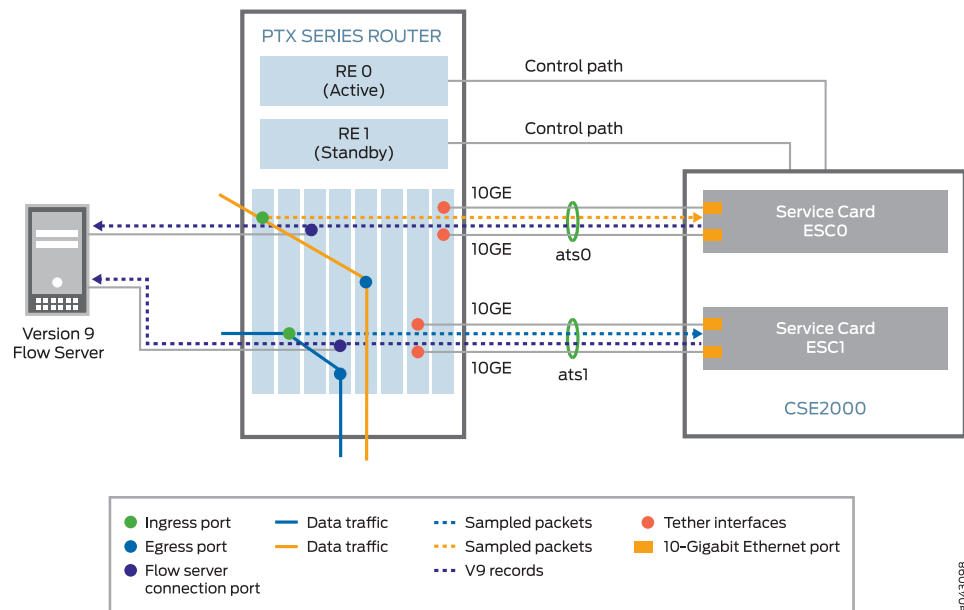 PTX SERIES ROUTER
RE 0
(Active)
Control path
RE 1
(Standby)
Control path
10GE
10GE
ats0
Service Card
ESC0
10GE
10GE
ats1
Service Card
ESC1
CSE2000
Version 9
Flow Server
Ingress port
Egress port
Flow server
connection port
Data traffic
Data traffic
Sampled packets
Sampled packets
V9 records
Tether interfaces
10-Gigabit Ethernet port